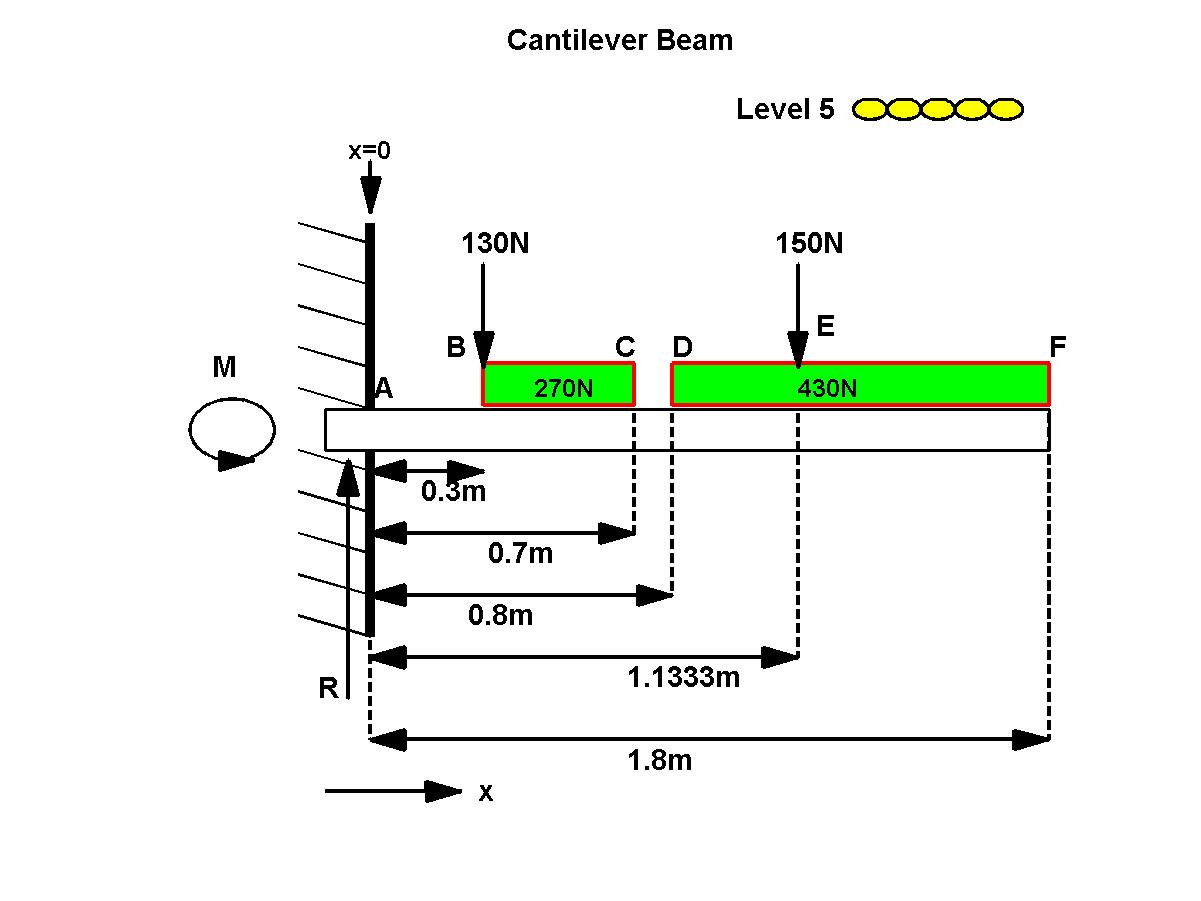 Cantilever Beam
Level 5
x=0
130N
150N
E
B
C
D
F
M
A
270N
430N
0.3m
0.7m
0.8m
1.1333m
R
1.8m
x